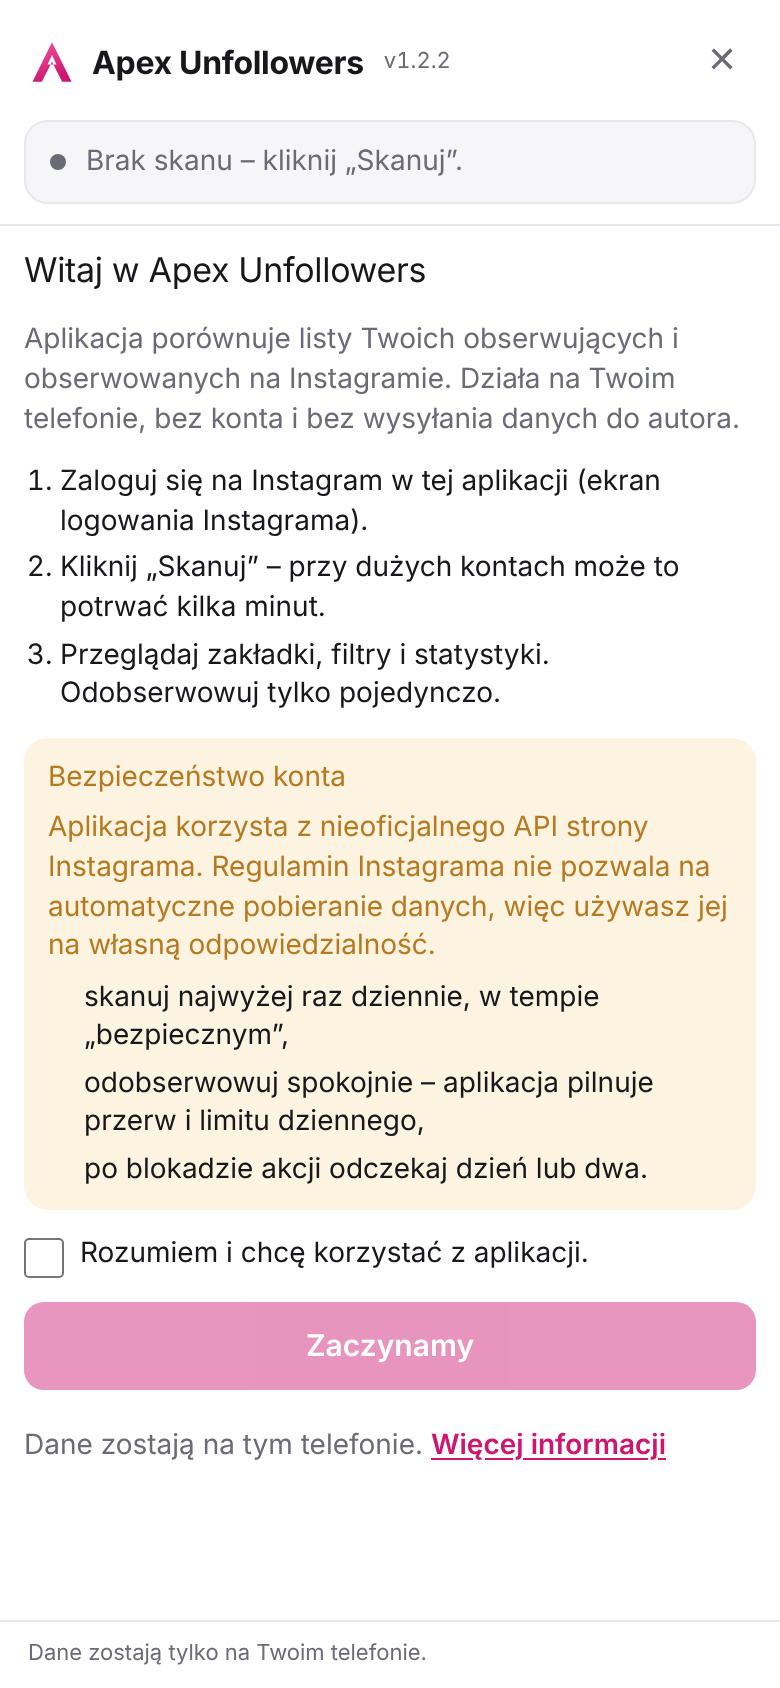 Apex Unfollowers v1.2.2
Brak skanu – kliknij „Skanuj”.
Witaj w Apex Unfollowers
Aplikacja porównuje listy Twoich obserwujących i
obserwowanych na Instagramie. Działa na Twoim
telefonie, bez konta i bez wysyłania danych do autora.
1. Zaloguj się na Instagram w tej aplikacji (ekran
logowania Instagrama).
2. Kliknij „Skanuj” – przy dużych kontach może to
potrwać kilka minut.
3. Przeglądaj zakładki, filtry i statystyki.
Odobserwowuj tylko pojedynczo.
Bezpieczeństwo konta
Aplikacja korzysta z nieoficjalnego API strony
Instagrama. Regulamin Instagrama nie pozwala na
automatyczne pobieranie danych, więc używasz jej
na własną odpowiedzialność.
skanuj najwyżej raz dziennie, w tempie
„bezpiecznym”,
odobserwowuj spokojnie – aplikacja pilnuje
przerw i limitu dziennego,
po blokadzie akcji odczekaj dzień lub dwa.
Rozumiem i chcę korzystać z aplikacji.
Zaczynamy
Dane zostają na tym telefonie. Więcej informacji
Dane zostają tylko na Twoim telefonie.